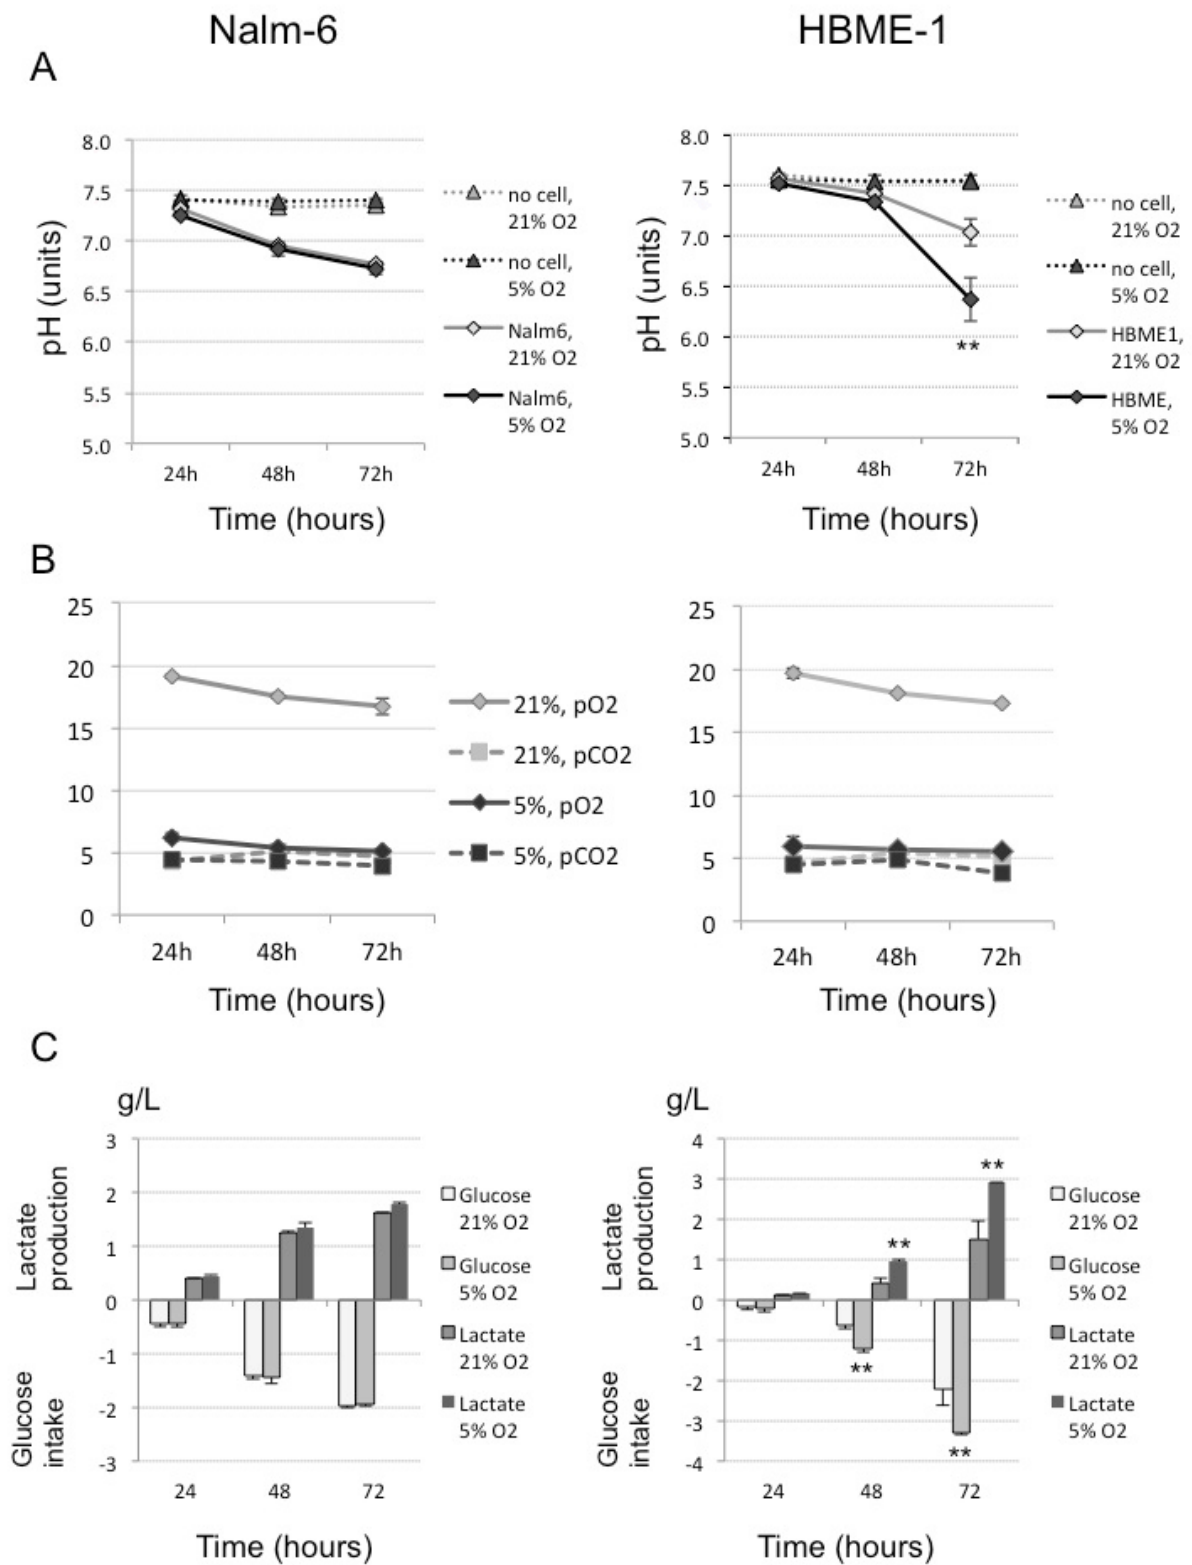 Nalm-6
HBME-1
A
8.0
7.5
7.0
6.5
6.0
5.5
5.0
pH (units)
24h 48h 72h
Time (hours)
no cell,
21% O2
no cell,
5% O2
Nalm6,
21% O2
Nalm6,
5% O2
8.0
7.5
7.0
6.5
6.0
5.5
5.0
pH (units)
**
24h 48h 72h
Time (hours)
no cell,
21% O2
no cell,
5% O2
HBME1,
21% O2
HBME,
5% O2
B
25
20
15
10
5
0
24h 48h 72h
Time (hours)
21%, pO2
21%, pCO2
5%, pO2
5%, pCO2
25
20
15
10
5
0
24h 48h 72h
Time (hours)
C
g/L
Lactate
production
Glucose
intake
3
2
1
0
-1
-2
-3
24 48 72
Time (hours)
Glucose
21% O2
Glucose
5% O2
Lactate
21% O2
Lactate
5% O2
g/L
Lactate
production
Glucose
intake
4
3
2
1
0
-1
-2
-3
-4
**
**
**
**
24 48 72
Time (hours)
Glucose
21% O2
Glucose
5% O2
Lactate
21% O2
Lactate
5% O2